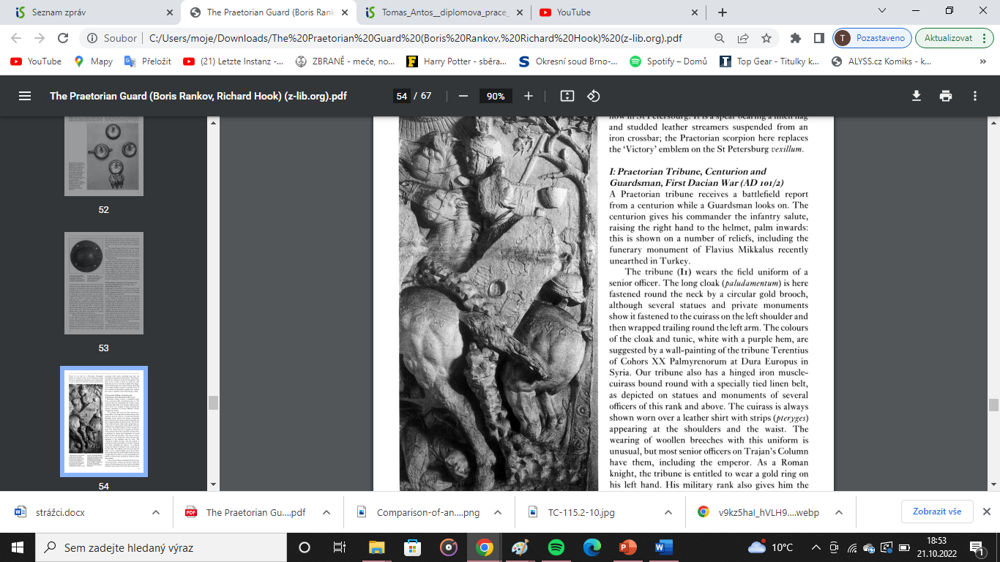 Seznam zpráv
The Praetorian Guard (Boris Rank
Tomas_Antos__diplomova_prace_
YouTube
Soubor
C:/Users/moje/Downloads/The%20Praetorian%20Guard%20(Boris%20Rankov,%20Richard%20Hook)%20(z-lib.org).pdf
T
Pozastaveno
Aktualizovat
YouTube
Mapy
Přeložit
(21) Letzte Instanz -...
ZBRANĚ - meče, no...
Harry Potter - sběra...
Okresní soud Brno-...
Spotify – Domů
Top Gear - Titulky k...
ALYSS.cz Komiks - k...
»
The Praetorian Guard (Boris Rankov, Richard Hook) (z-lib.org).pdf
54 / 67
90%
52
53
54
now in St Petersburg. It is a spear bearing a linen flag
and studded leather streamers suspended from an
iron crossbar; the Praetorian scorpion here replaces
the ‘Victory’ emblem on the St Petersburg vexillum.
I: Praetorian Tribune, Centurion and
Guardsman, First Dacian War (AD 101/2)
A Praetorian tribune receives a battlefield report
from a centurion while a Guardsman looks on. The
centurion gives his commander the infantry salute,
raising the right hand to the helmet, palm inwards:
this is shown on a number of reliefs, including the
funerary monument of Flavius Mikkalus recently
unearthed in Turkey.
The tribune (I1) wears the field uniform of a
senior officer. The long cloak (paludamentum) is here
fastened round the neck by a circular gold brooch,
although several statues and private monuments
show it fastened to the cuirass on the left shoulder and
then wrapped trailing round the left arm. The colours
of the cloak and tunic, white with a purple hem, are
suggested by a wall-painting of the tribune Terentius
of Cohors XX Palmyrenorum at Dura Europus in
Syria. Our tribune also has a hinged iron muscle-
cuirass bound round with a specially tied linen belt,
as depicted on statues and monuments of several
officers of this rank and above. The cuirass is always
shown worn over a leather shirt with strips (pteryges)
appearing at the shoulders and the waist. The
wearing of woollen breeches with this uniform is
unusual, but most senior officers on Trajan's Column
have them, including the emperor. As a Roman
knight, the tribune is entitled to wear a gold ring on
his left hand. His military rank also gives him the
strážci.docx
The Praetorian Gu....pdf
Comparison-of-an....png
TC-115.2-10.jpg
v9kz5haI_hVLH9....webp
Zobrazit vše
Sem zadejte hledaný výraz
10°C
18:53
21.10.2022
1